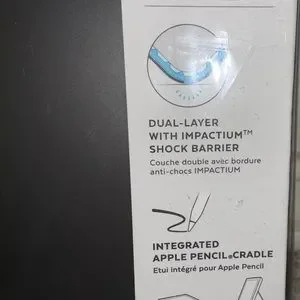 DUAL-LAYER
WITH IMPACTIUM™
SHOCK BARRIER
Couche double avec bordure
anti-chocs IMPACTIUM
INTEGRATED
APPLE PENCIL®CRADLE
Etui intégré pour Apple Pencil